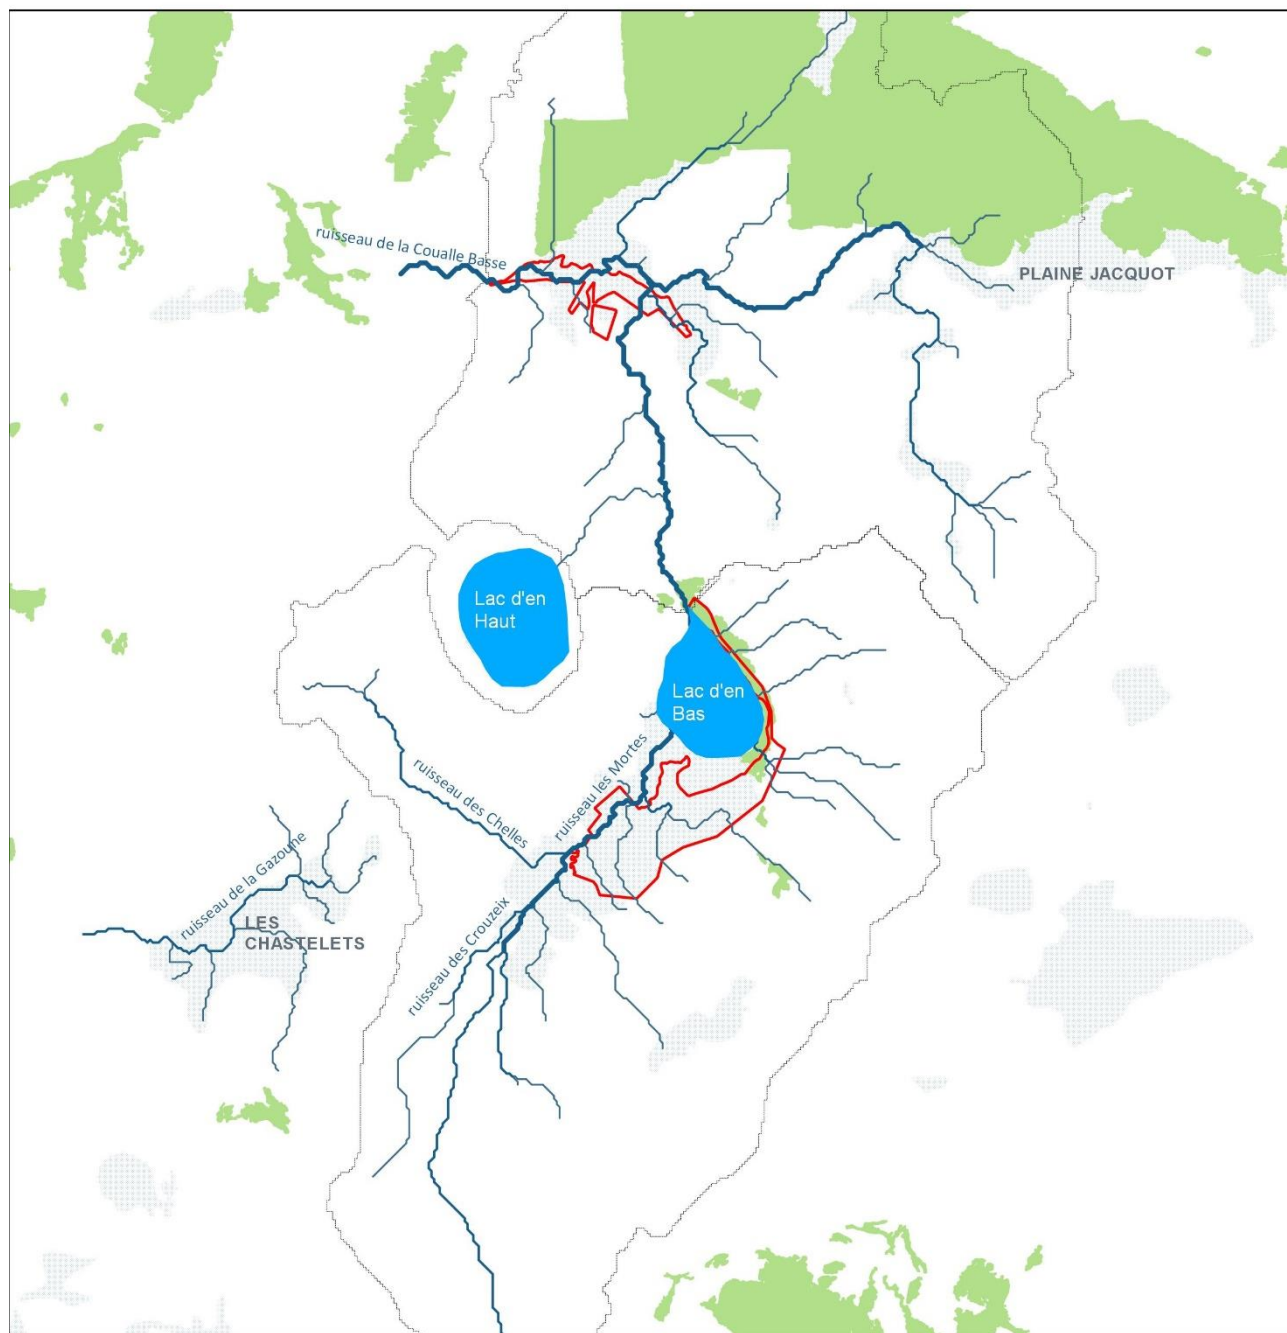 ruisseau de la Coualle Basse
PLAINE JACQUOT
Lac d'en
Haut
Lac d'en
Bas
ruisseau les Mortes
ruisseau des Chelles
ruisseau de la Gazoune
LES
CHASTELETS
ruisseau des Crouzeix